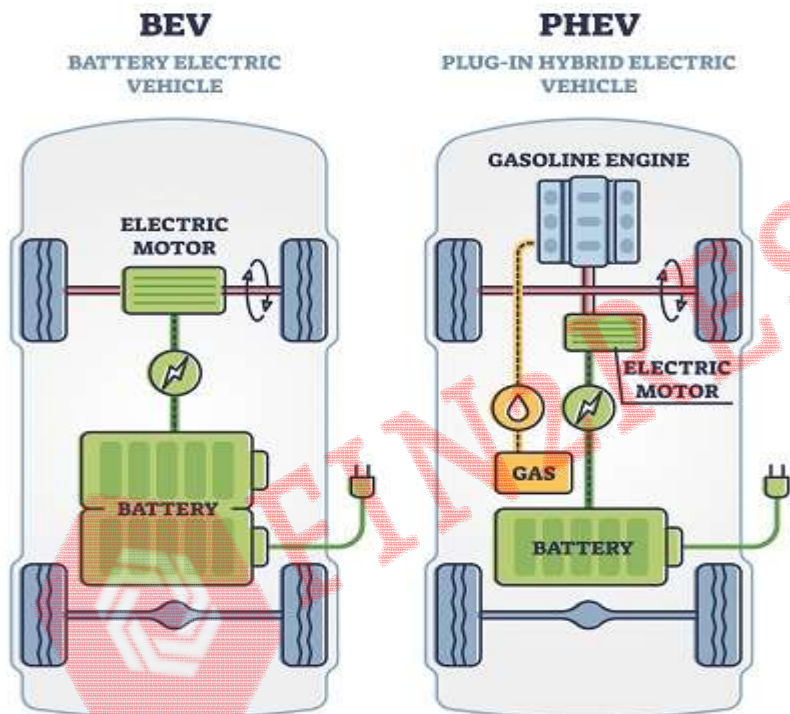 BEV
BATTERY ELECTRIC
VEHICLE
ELECTRIC
MOTOR
BATTERY
PHEV
PLUG-IN HYBRID ELECTRIC
VEHICLE
GASOLINE ENGINE
ELECTRIC
MOTOR
GAS
BATTERY